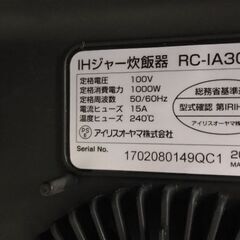 IHジャー炊飯器 RC-IA30
定格電圧：100V
定格消費電力：1000W
定格周波数：50/60Hz
電流ヒューズ：15A
温度ヒューズ：240℃
総務省基準適
型式確認 第IRIH
PSE
アイリスオーヤマ株式会社
アイリスオーヤマ
Serial No.
1702080149QC1
20
MA